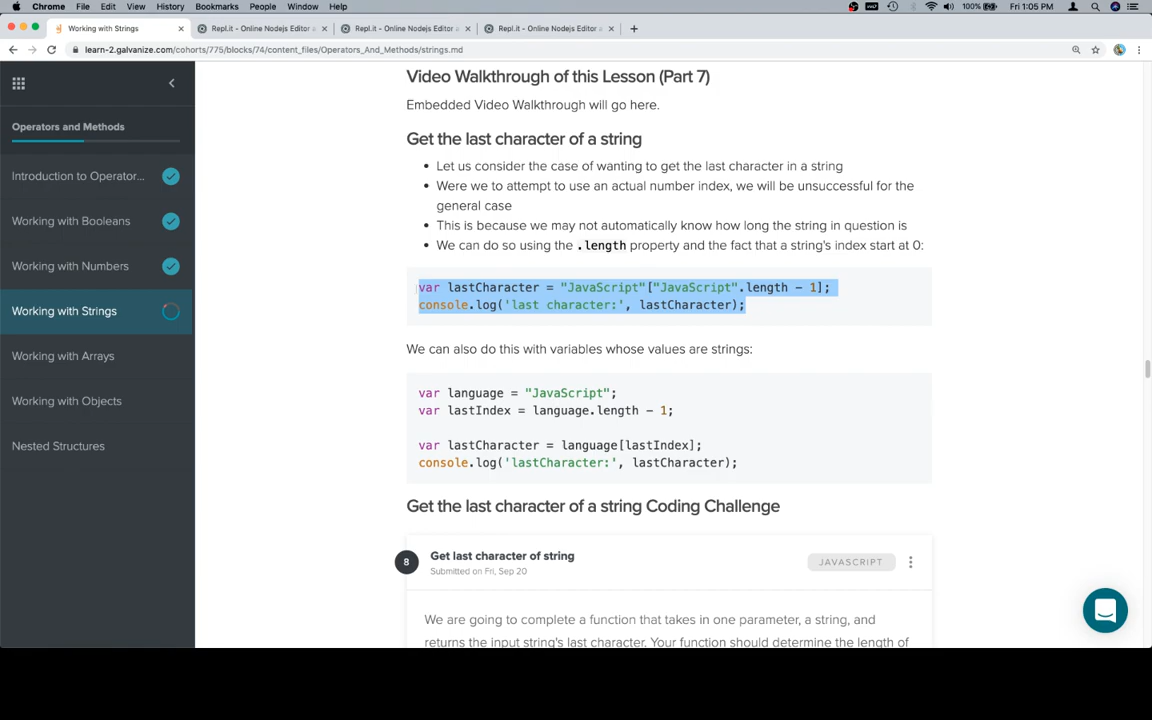 Chrome File Edit View History Bookmarks People Window Help 100% Fri 1:05 PM
Working with Strings
Repl.it - Online Nodejs Editor a
Repl.it - Online Nodejs Editor a
Repl.it - Online Nodejs Editor a
learn-2.galvanize.com/cohorts/775/blocks/74/content_files/Operators_And_Methods/strings.md
Operators and Methods
Introduction to Operator...
Working with Booleans
Working with Numbers
Working with Strings
Working with Arrays
Working with Objects
Nested Structures
Video Walkthrough of this Lesson (Part 7)
Embedded Video Walkthrough will go here.
Get the last character of a string
Let us consider the case of wanting to get the last character in a string
Were we to attempt to use an actual number index, we will be unsuccessful for the
general case
This is because we may not automatically know how long the string in question is
We can do so using the .length property and the fact that a string's index start at 0:
var lastCharacter = "JavaScript"["JavaScript".length - 1];
console.log('last character:', lastCharacter);
We can also do this with variables whose values are strings:
var language = "JavaScript";
var lastIndex = language.length - 1;
var lastCharacter = language[lastIndex];
console.log('lastCharacter:', lastCharacter);
Get the last character of a string Coding Challenge
8
Get last character of string
Submitted on Fri, Sep 20
JAVASCRIPT
We are going to complete a function that takes in one parameter, a string, and
returns the input string's last character. Your function should determine the length of